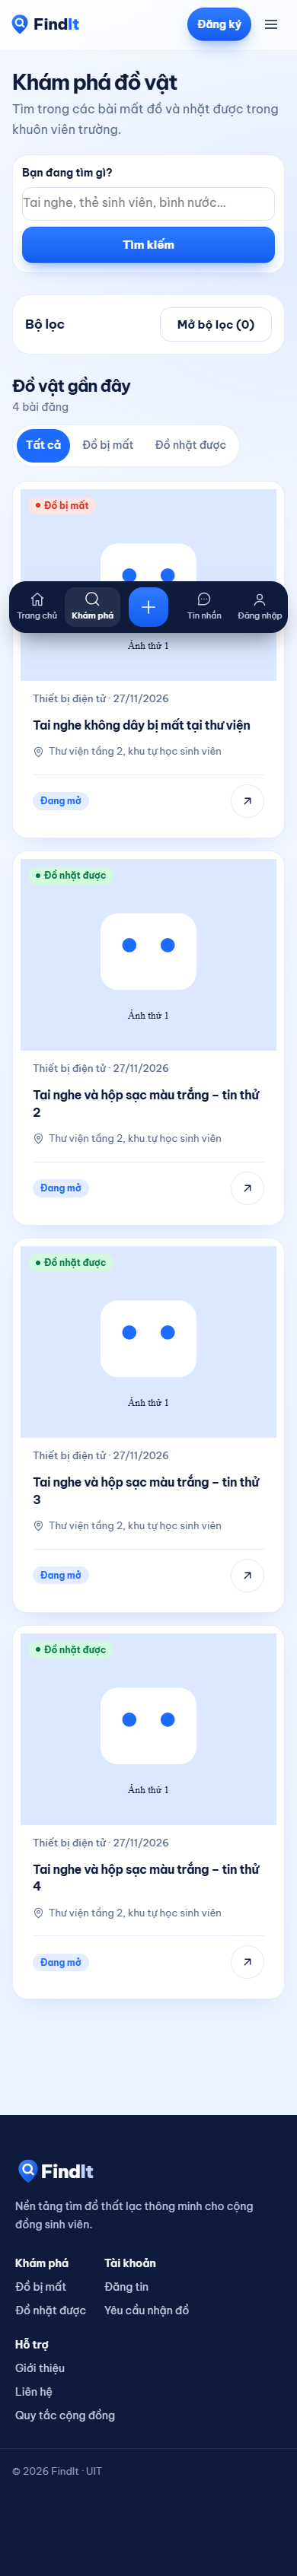 FindIt
Đăng ký
Khám phá đồ vật
Tìm trong các bài mất đồ và nhặt được trong
khuôn viên trường.
Bạn đang tìm gì?
Tai nghe, thẻ sinh viên, bình nước…
Tìm kiếm
Bộ lọc
Mở bộ lọc (0)
Đồ vật gần đây
4 bài đăng
Tất cả
Đồ bị mất
Đồ nhặt được
Đồ bị mất
Trang chủ
Khám phá
Tin nhắn
Đăng nhập
Ảnh thử 1
Thiết bị điện tử · 27/11/2026
Tai nghe không dây bị mất tại thư viện
Thư viện tầng 2, khu tự học sinh viên
Đang mở
Đồ nhặt được
Ảnh thử 1
Thiết bị điện tử · 27/11/2026
Tai nghe và hộp sạc màu trắng – tin thử
2
Thư viện tầng 2, khu tự học sinh viên
Đang mở
Đồ nhặt được
Ảnh thử 1
Thiết bị điện tử · 27/11/2026
Tai nghe và hộp sạc màu trắng – tin thử
3
Thư viện tầng 2, khu tự học sinh viên
Đang mở
Đồ nhặt được
Ảnh thử 1
Thiết bị điện tử · 27/11/2026
Tai nghe và hộp sạc màu trắng – tin thử
4
Thư viện tầng 2, khu tự học sinh viên
Đang mở
FindIt
Nền tảng tìm đồ thất lạc thông minh cho cộng
đồng sinh viên.
Khám phá
Đồ bị mất
Đồ nhặt được
Tài khoản
Đăng tin
Yêu cầu nhận đồ
Hỗ trợ
Giới thiệu
Liên hệ
Quy tắc cộng đồng
© 2026 FindIt · UIT